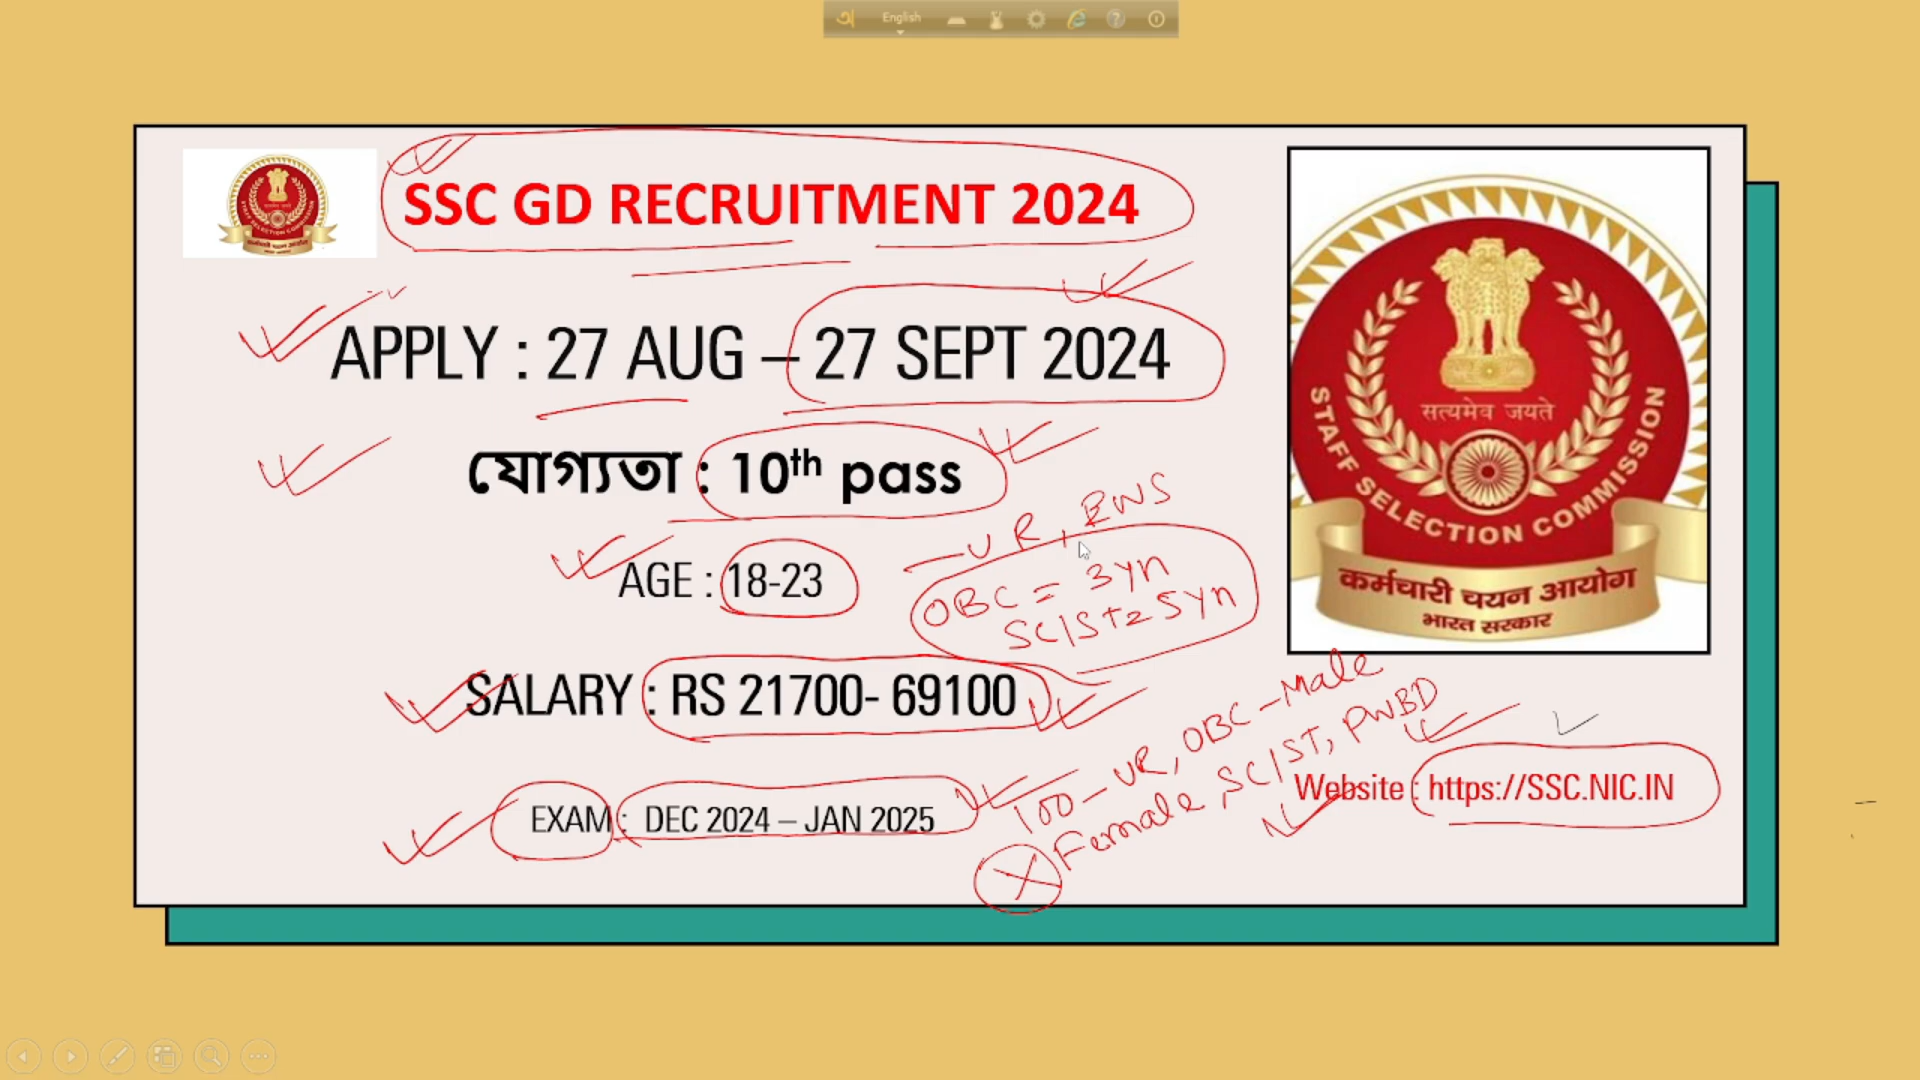 English
SSC GD RECRUITMENT 2024
APPLY : 27 AUG – 27 SEPT 2024
যোগ্যতা : 10th pass
AGE : 18-23
UR, EWS
OBC = 3yr
SC/ST = 5yr
SALARY : RS 21700- 69100
EXAM : DEC 2024 – JAN 2025
100 – UR, OBC – Male
Female, SC/ST, PWBD
Website : https://SSC.NIC.IN
सत्यमेव जयते
STAFF SELECTION COMMISSION
कर्मचारी चयन आयोग
भारत सरकार